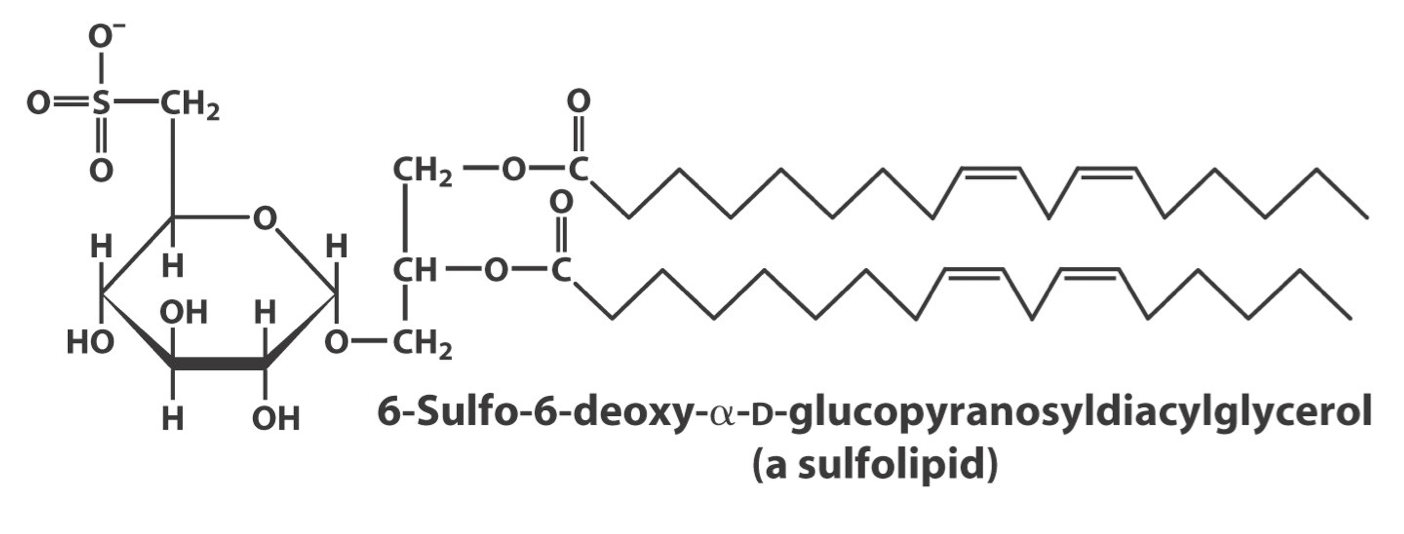 O⁻
O=S—CH₂
O
O
CH₂—O—C
O
O
H
H
H
CH—O—C
OH
H
HO
O—CH₂
H
OH
6-Sulfo-6-deoxy-α-D-glucopyranosyldiacylglycerol
(a sulfolipid)